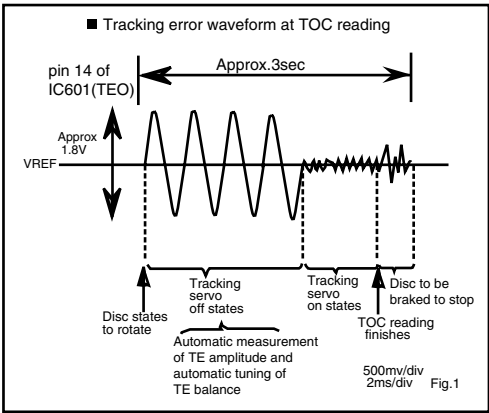 ■ Tracking error waveform at TOC reading
pin 14 of
IC601(TEO)
Approx.3sec
Approx
1.8V
VREF
Disc states
to rotate
Tracking
servo
off states
Tracking
servo
on states
Disc to be
braked to stop
TOC reading
finishes
Automatic measurement
of TE amplitude and
automatic tuning of
TE balance
500mv/div
2ms/div
Fig.1